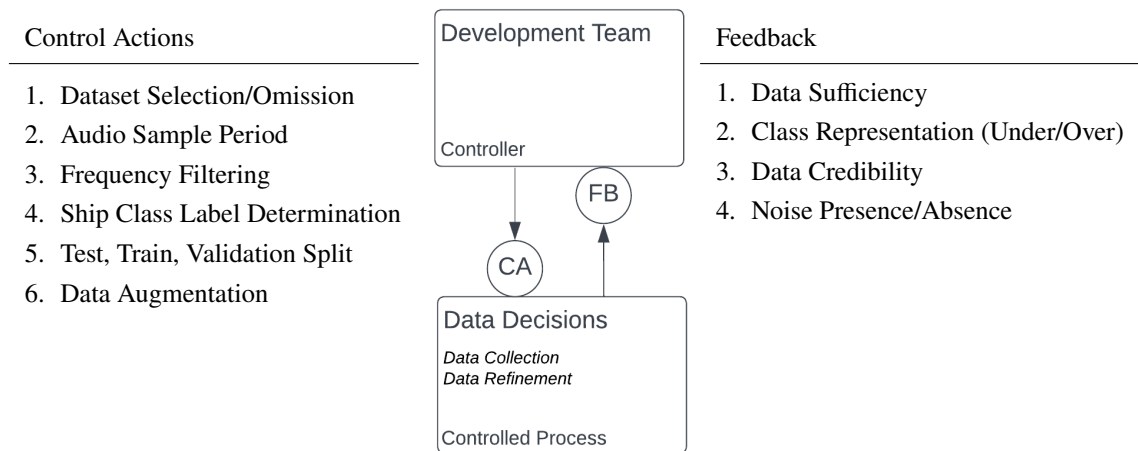 Control Actions
1. Dataset Selection/Omission
2. Audio Sample Period
3. Frequency Filtering
4. Ship Class Label Determination
5. Test, Train, Validation Split
6. Data Augmentation
Development Team
Controller
FB
CA
Data Decisions
Data Collection
Data Refinement
Controlled Process
Feedback
1. Data Sufficiency
2. Class Representation (Under/Over)
3. Data Credibility
4. Noise Presence/Absence